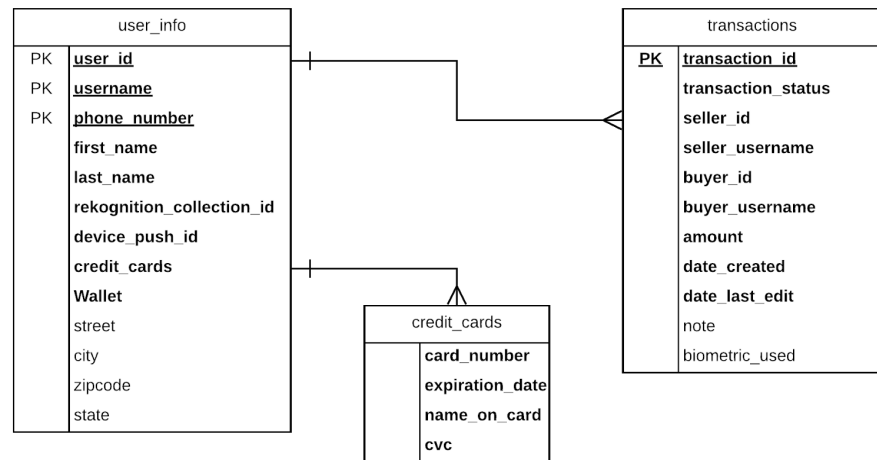 user_info
PK user_id
PK username
PK phone_number
first_name
last_name
rekognition_collection_id
device_push_id
credit_cards
Wallet
street
city
zipcode
state
credit_cards
card_number
expiration_date
name_on_card
cvc
transactions
PK transaction_id
transaction_status
seller_id
seller_username
buyer_id
buyer_username
amount
date_created
date_last_edit
note
biometric_used